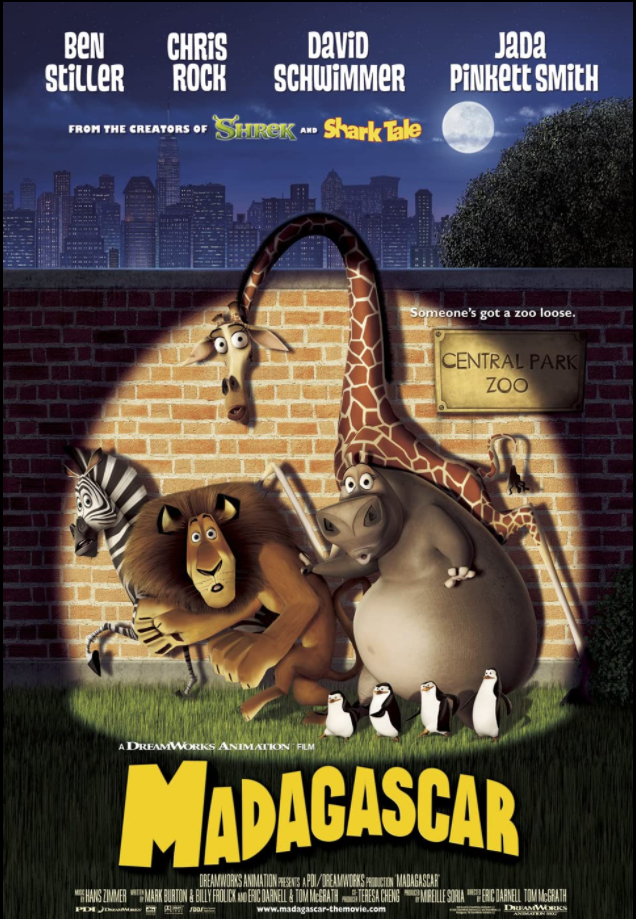 BEN STILLER
CHRIS ROCK
DAVID SCHWIMMER
JADA PINKETT SMITH
FROM THE CREATORS OF SHREK AND Shark Tale
Someone's got a zoo loose.
CENTRAL PARK
ZOO
A DREAMWORKS ANIMATION FILM
MADAGASCAR
DREAMWORKS ANIMATION PRESENTS A PDI/DREAMWORKS PRODUCTION "MADAGASCAR"
MUSIC BY HANS ZIMMER WRITTEN BY MARK BURTON & BILLY FROLICK AND ERIC DARNELL & TOM McGRATH CO-PRODUCER TERESA CHENG PRODUCED BY MIREILLE SORIA DIRECTED BY ERIC DARNELL TOM McGRATH
PDI DREAMWORKS
www.madagascar-themovie.com
DREAMWORKS
ANIMATION SKG